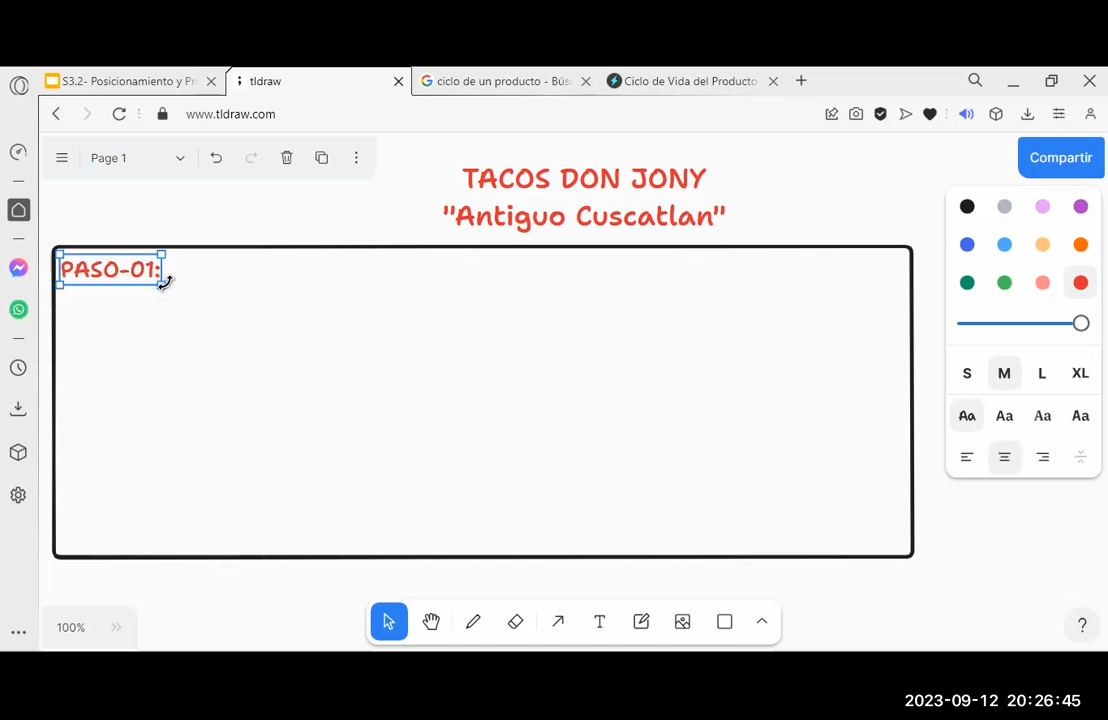 S3.2- Posicionamiento y Pr
tldraw
ciclo de un producto - Bús
Ciclo de Vida del Producto
www.tldraw.com
Page 1
Compartir
TACOS DON JONY
"Antiguo Cuscatlan"
PASO-01:
S M L XL
Aa Aa Aa Aa
100%
?
2023-09-12 20:26:45